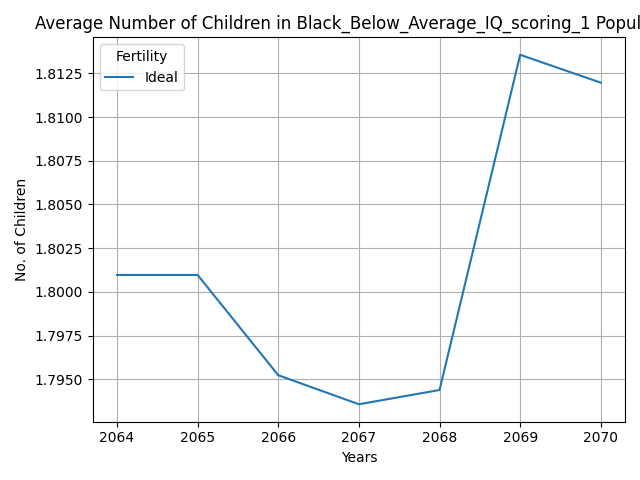 Average Number of Children in Black_Below_Average_IQ_scoring_1 Popul
Fertility
Ideal
1.8125
1.8100
1.8075
1.8050
1.8025
1.8000
1.7975
1.7950
No. of Children
2064 2065 2066 2067 2068 2069 2070
Years